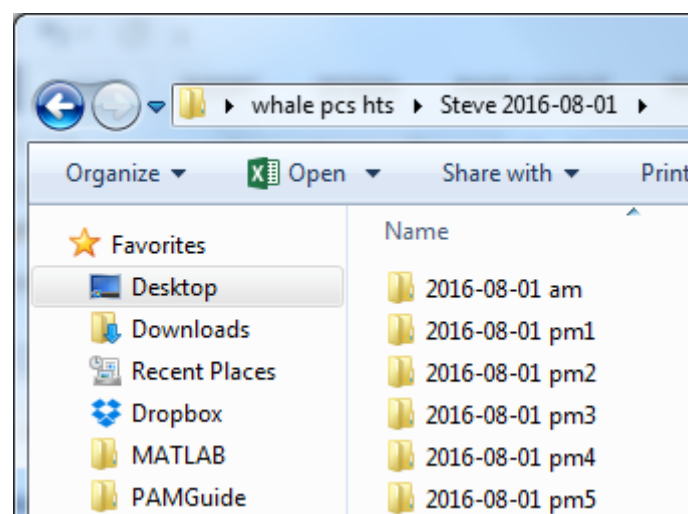 whale pcs hts Steve 2016-08-01
Organize Open Share with Print
Favorites
Desktop
Downloads
Recent Places
Dropbox
MATLAB
PAMGuide
Name
2016-08-01 am
2016-08-01 pm1
2016-08-01 pm2
2016-08-01 pm3
2016-08-01 pm4
2016-08-01 pm5